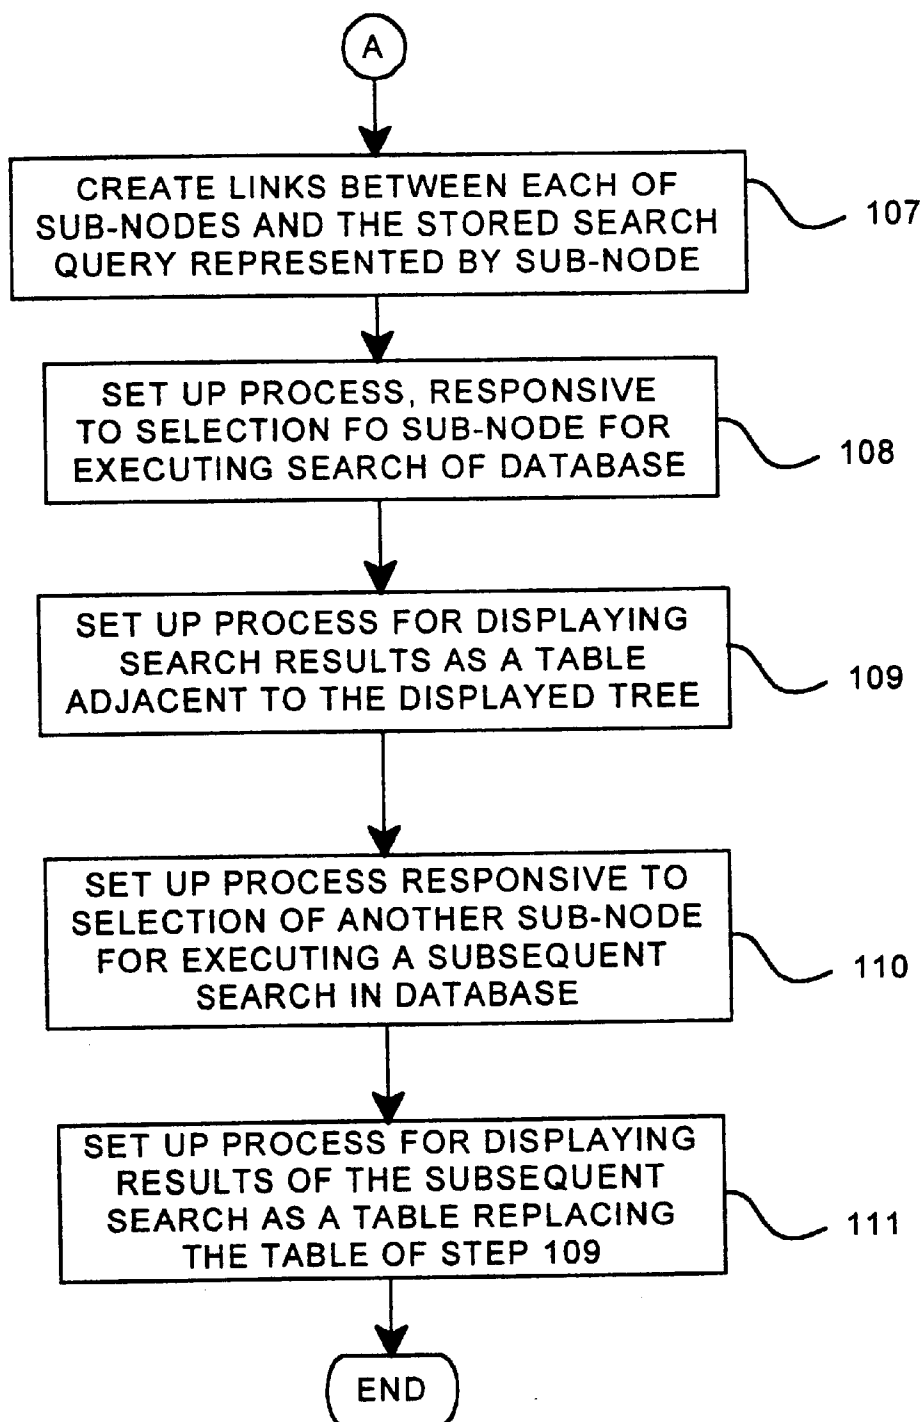 A
CREATE LINKS BETWEEN EACH OF
SUB-NODES AND THE STORED SEARCH
QUERY REPRESENTED BY SUB-NODE
107
SET UP PROCESS, RESPONSIVE
TO SELECTION FO SUB-NODE FOR
EXECUTING SEARCH OF DATABASE
108
SET UP PROCESS FOR DISPLAYING
SEARCH RESULTS AS A TABLE
ADJACENT TO THE DISPLAYED TREE
109
SET UP PROCESS RESPONSIVE TO
SELECTION OF ANOTHER SUB-NODE
FOR EXECUTING A SUBSEQUENT
SEARCH IN DATABASE
110
SET UP PROCESS FOR DISPLAYING
RESULTS OF THE SUBSEQUENT
SEARCH AS A TABLE REPLACING
THE TABLE OF STEP 109
111
END